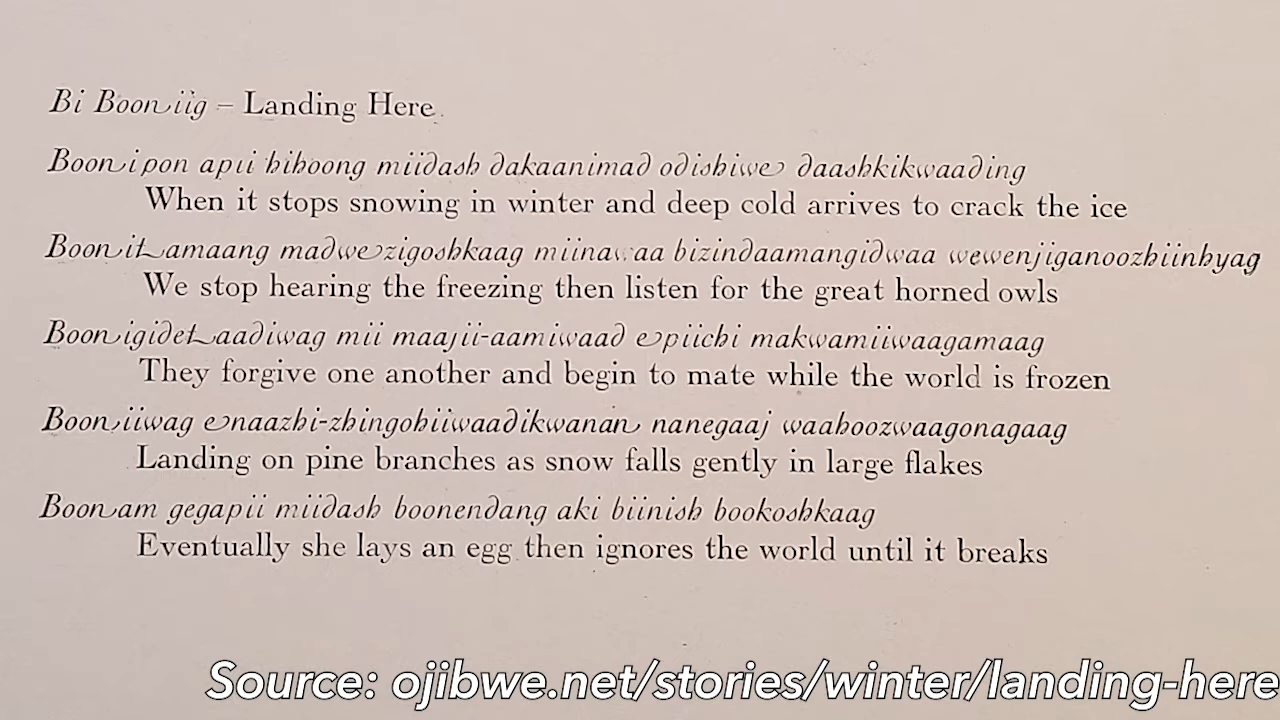 Bi Booniig – Landing Here
Boonipon apii biboong miidash dakaanimad odishiwe daashkikwaading
When it stops snowing in winter and deep cold arrives to crack the ice
Boonitamaang madwezigoshkaag miinawaa bizindaamangidwaa wewenjiganoozhiinhyag
We stop hearing the freezing then listen for the great horned owls
Boonigidetaadiwag mii maajii-aamiwaad epiichi makwamiiwaagamaag
They forgive one another and begin to mate while the world is frozen
Booniiwag enaazhi-zhingobiiwaadikwanan nanegaaj waaboozwaagonagaag
Landing on pine branches as snow falls gently in large flakes
Boonam gegapii miidash boonendang aki biinish bookoshkaag
Eventually she lays an egg then ignores the world until it breaks
Source: ojibwe.net/stories/winter/landing-here